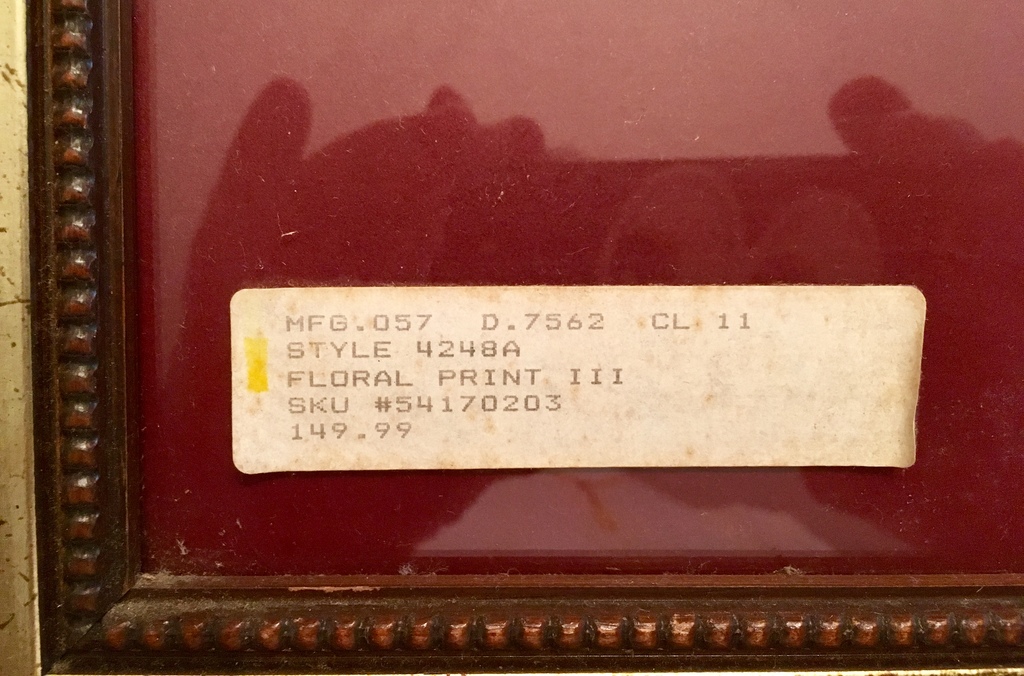 MFG.057 D.7562 CL 11
STYLE 4248A
FLORAL PRINT III
SKU #54170203
149.99